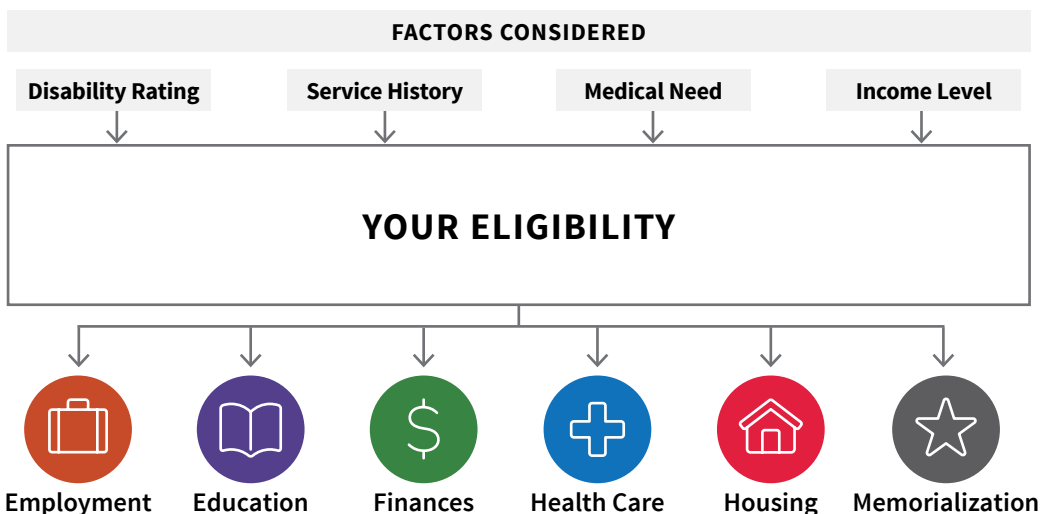 FACTORS CONSIDERED
Disability Rating
Service History
Medical Need
Income Level
YOUR ELIGIBILITY
Employment
Education
Finances
Health Care
Housing
Memorialization